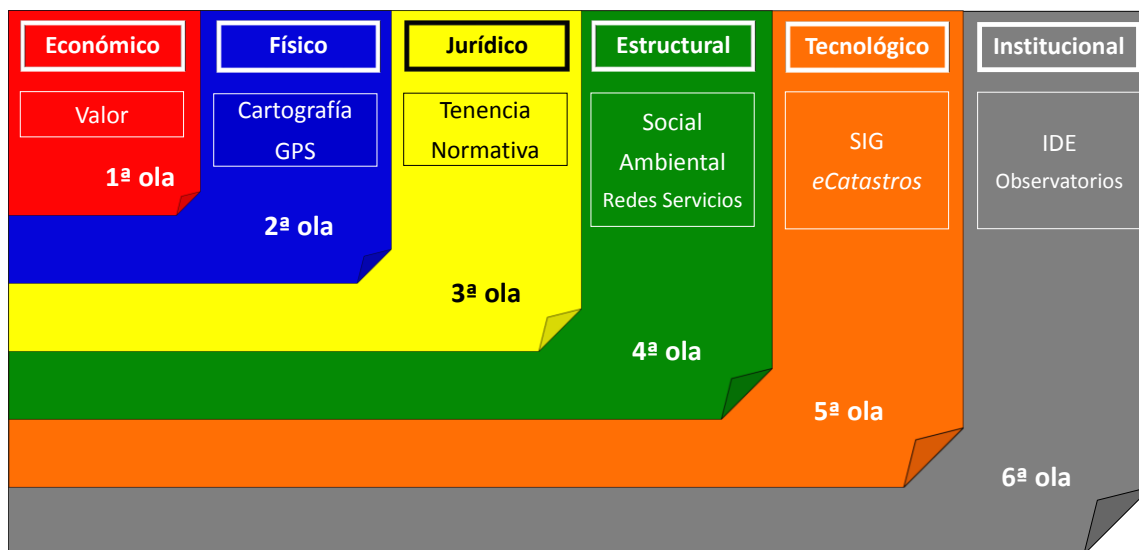 Económico
Valor
1ª ola
Físico
Cartografía
GPS
2ª ola
Jurídico
Tenencia
Normativa
3ª ola
Estructural
Social
Ambiental
Redes Servicios
4ª ola
Tecnológico
SIG
eCatastros
5ª ola
Institucional
IDE
Observatorios
6ª ola